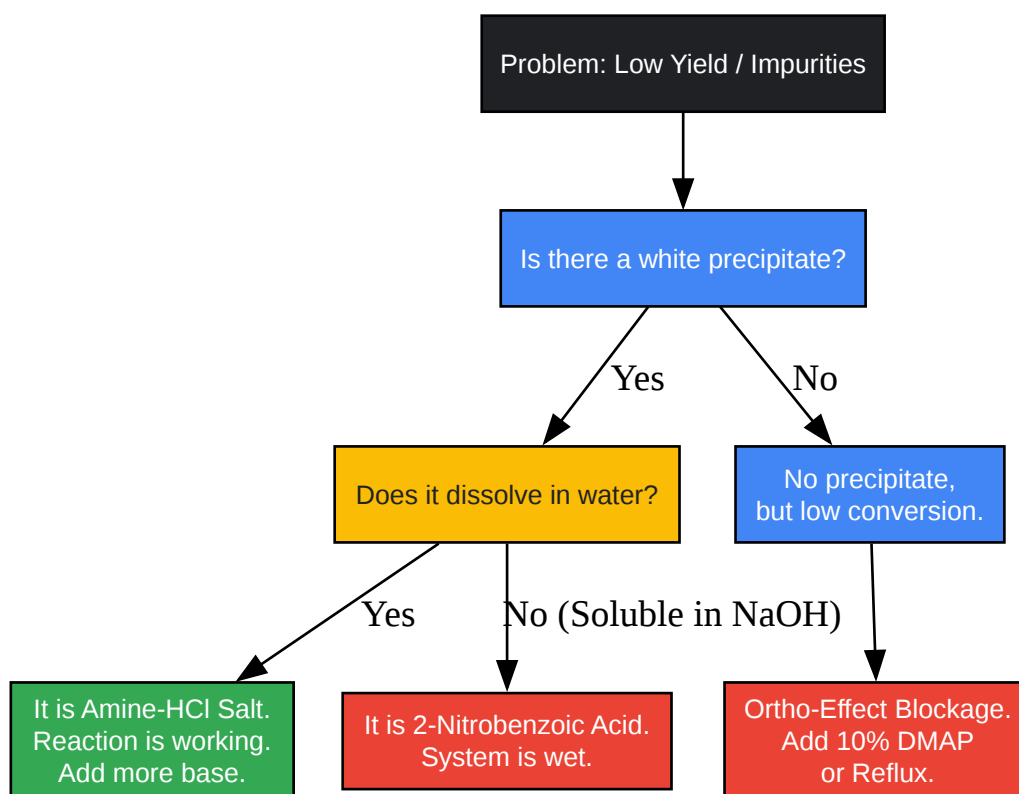 Problem: Low Yield / Impurities
Is there a white precipitate?
Yes
No
Does it dissolve in water?
No precipitate,
but low conversion.
Yes
No (Soluble in NaOH)
It is Amine-HCl Salt.
Reaction is working.
Add more base.
It is 2-Nitrobenzoic Acid.
System is wet.
Ortho-Effect Blockage.
Add 10% DMAP
or Reflux.